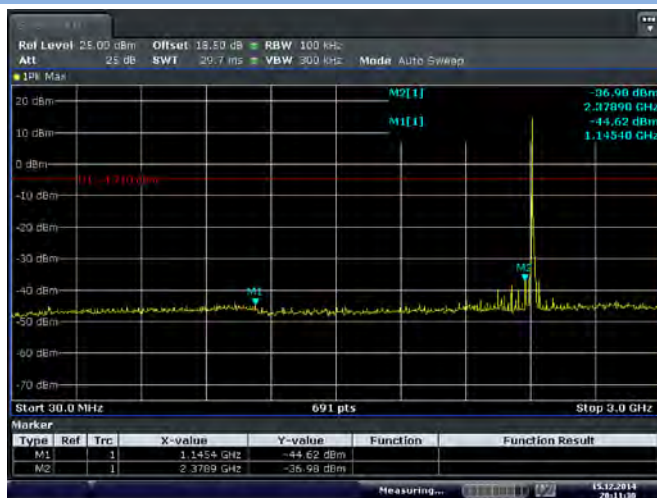 Ref Level 25.00 dBm Offset 18.50 dB RBW 100 kHz
Att 25 dB SWT 29.7 ms VBW 300 kHz Mode Auto Sweep
1Pk Max
M2[1] -36.98 dBm
2.37890 GHz
M1[1] -44.62 dBm
1.14540 GHz
20 dBm
10 dBm
0 dBm
-10 dBm
-20 dBm
-30 dBm
M2
-40 dBm
M1
-50 dBm
-60 dBm
-70 dBm
Start 30.0 MHz 691 pts Stop 3.0 GHz
Marker
Type Ref Trc X-value Y-value Function Function Result
M1 1 1.1454 GHz -44.62 dBm
M2 1 2.3789 GHz -36.98 dBm
Measuring... 15.12.2014
20:11:30